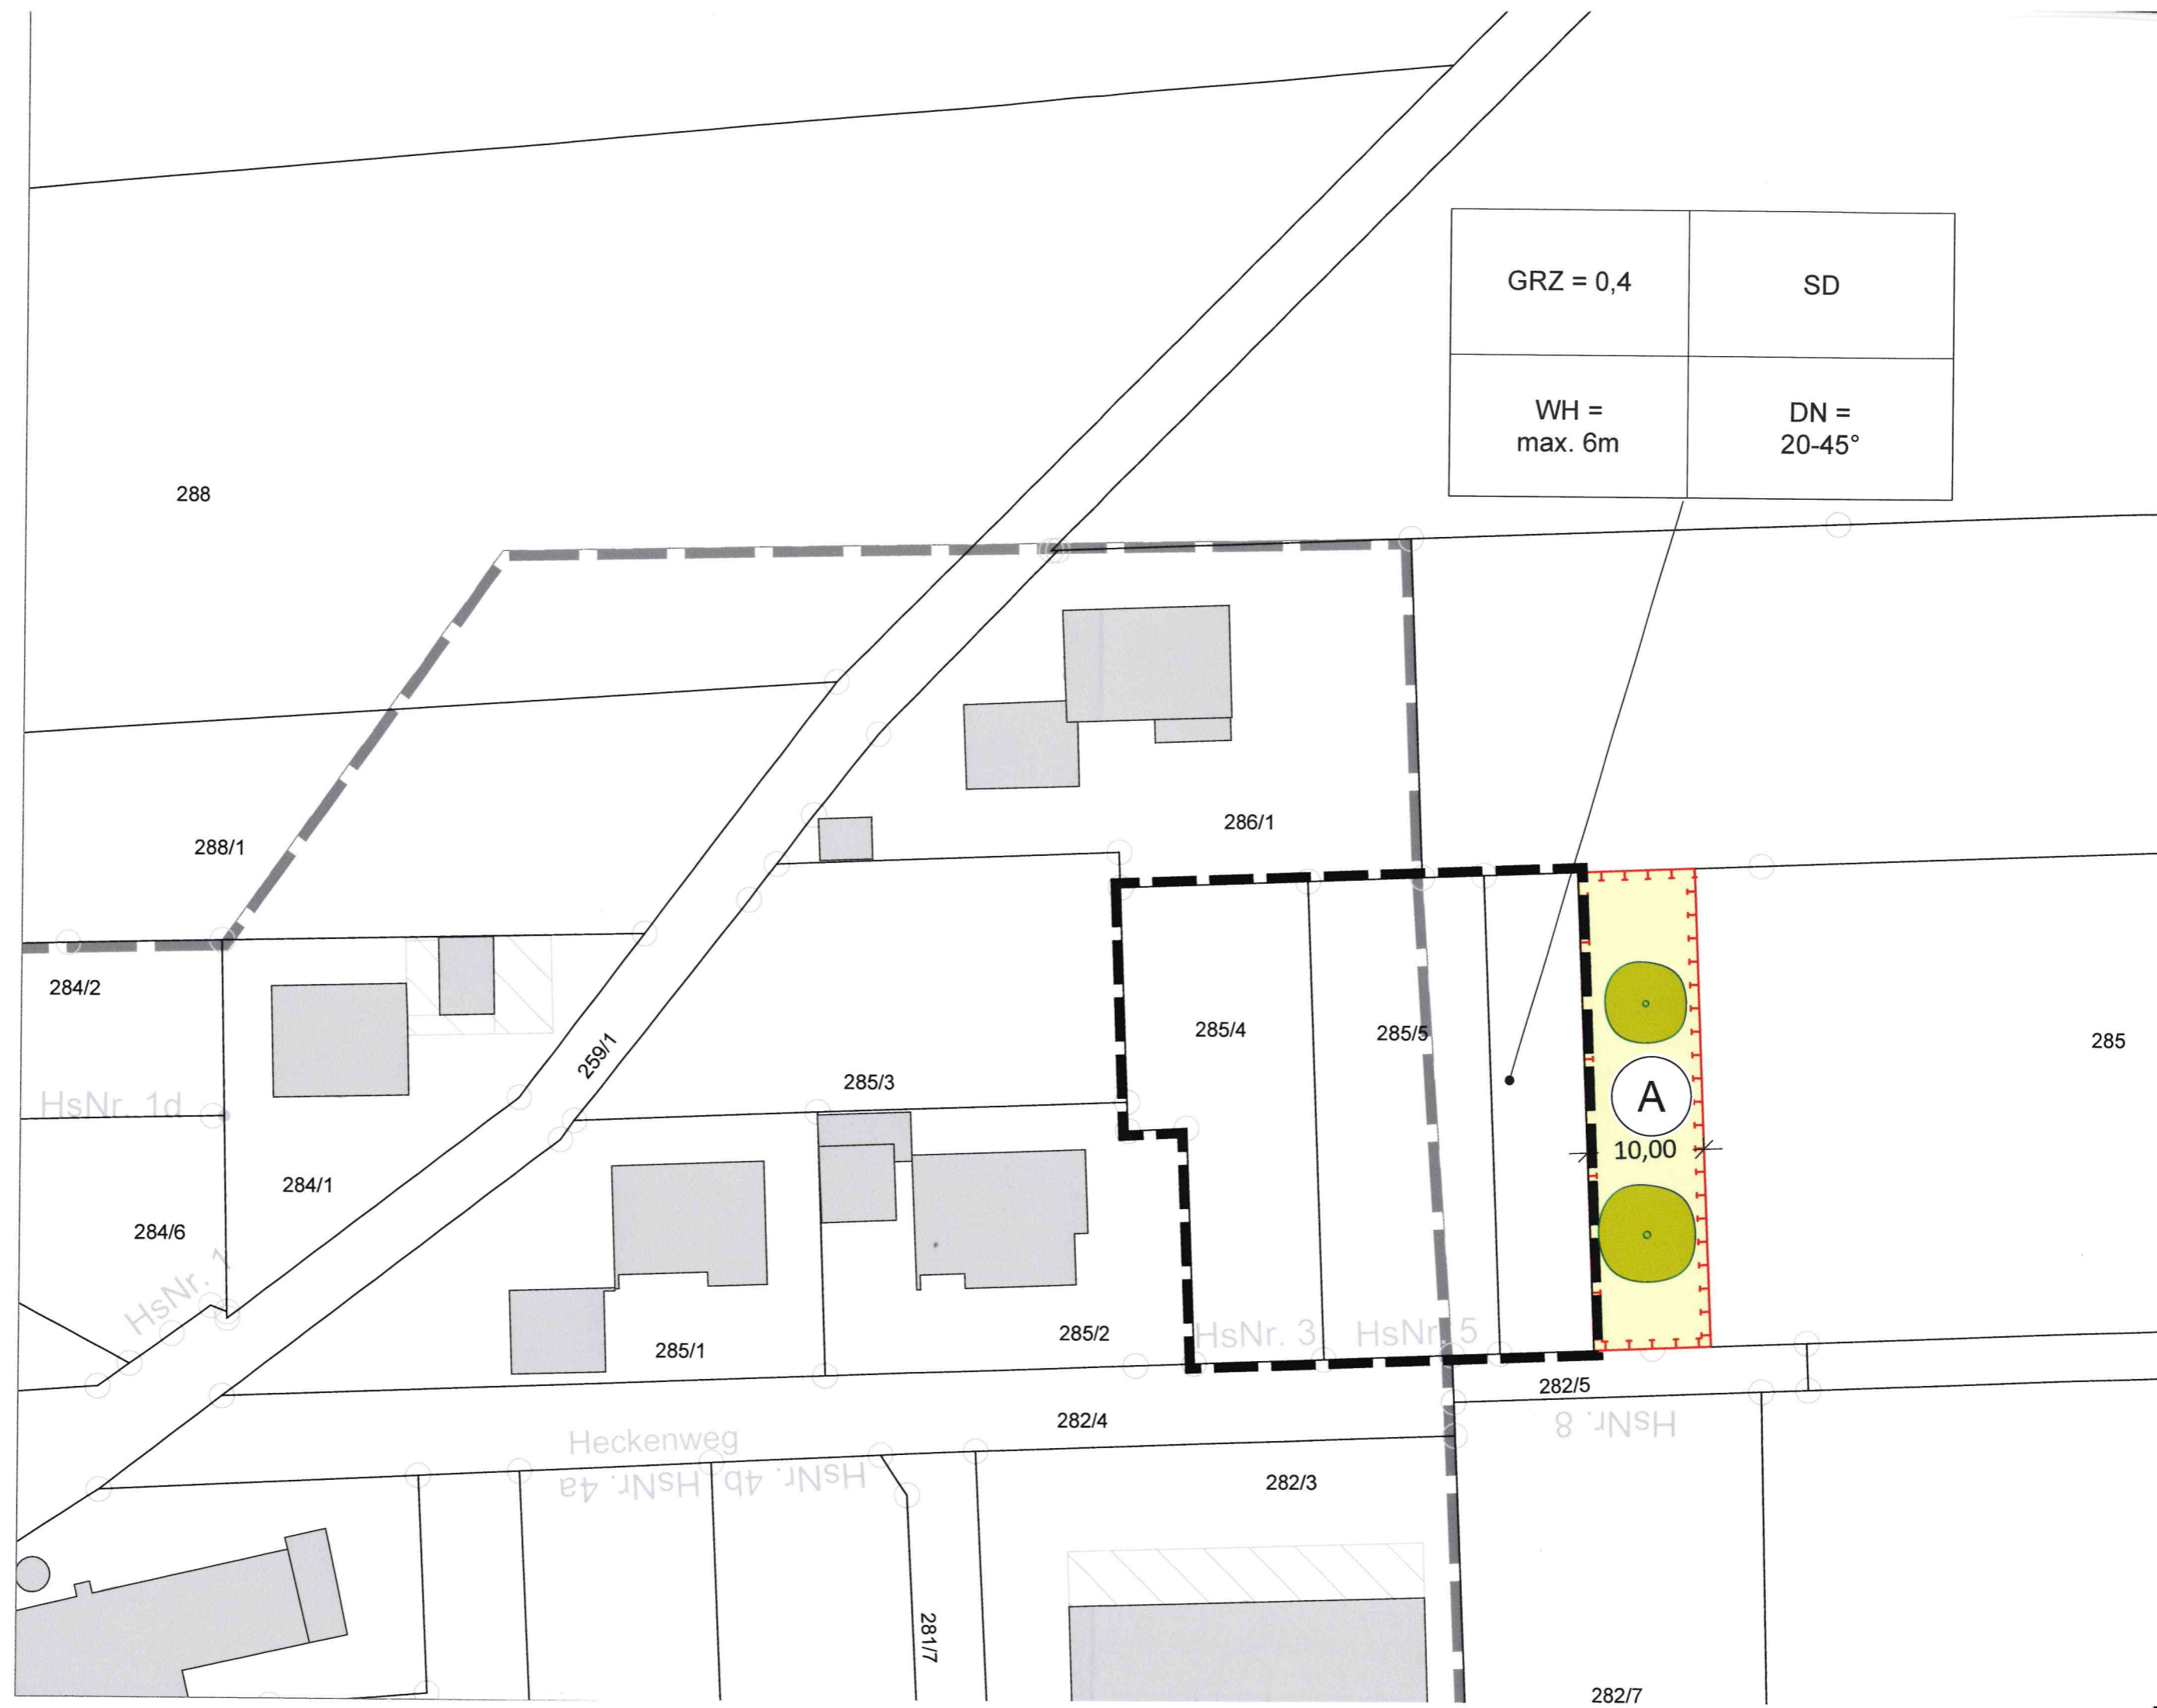 GRZ = 0,4
SD
WH =
max. 6m
DN =
20-45°
288
286/1
288/1
284/2
285/4
285/5
285
259/1
285/3
A
HsNr. 1d
10,00
284/1
284/6
HsNr. 1
285/2
HsNr. 3
HsNr. 5
285/1
282/5
282/4
HsNr. 8
Heckenweg
HsNr. 4a
HsNr. 4b
282/3
281/7
282/7